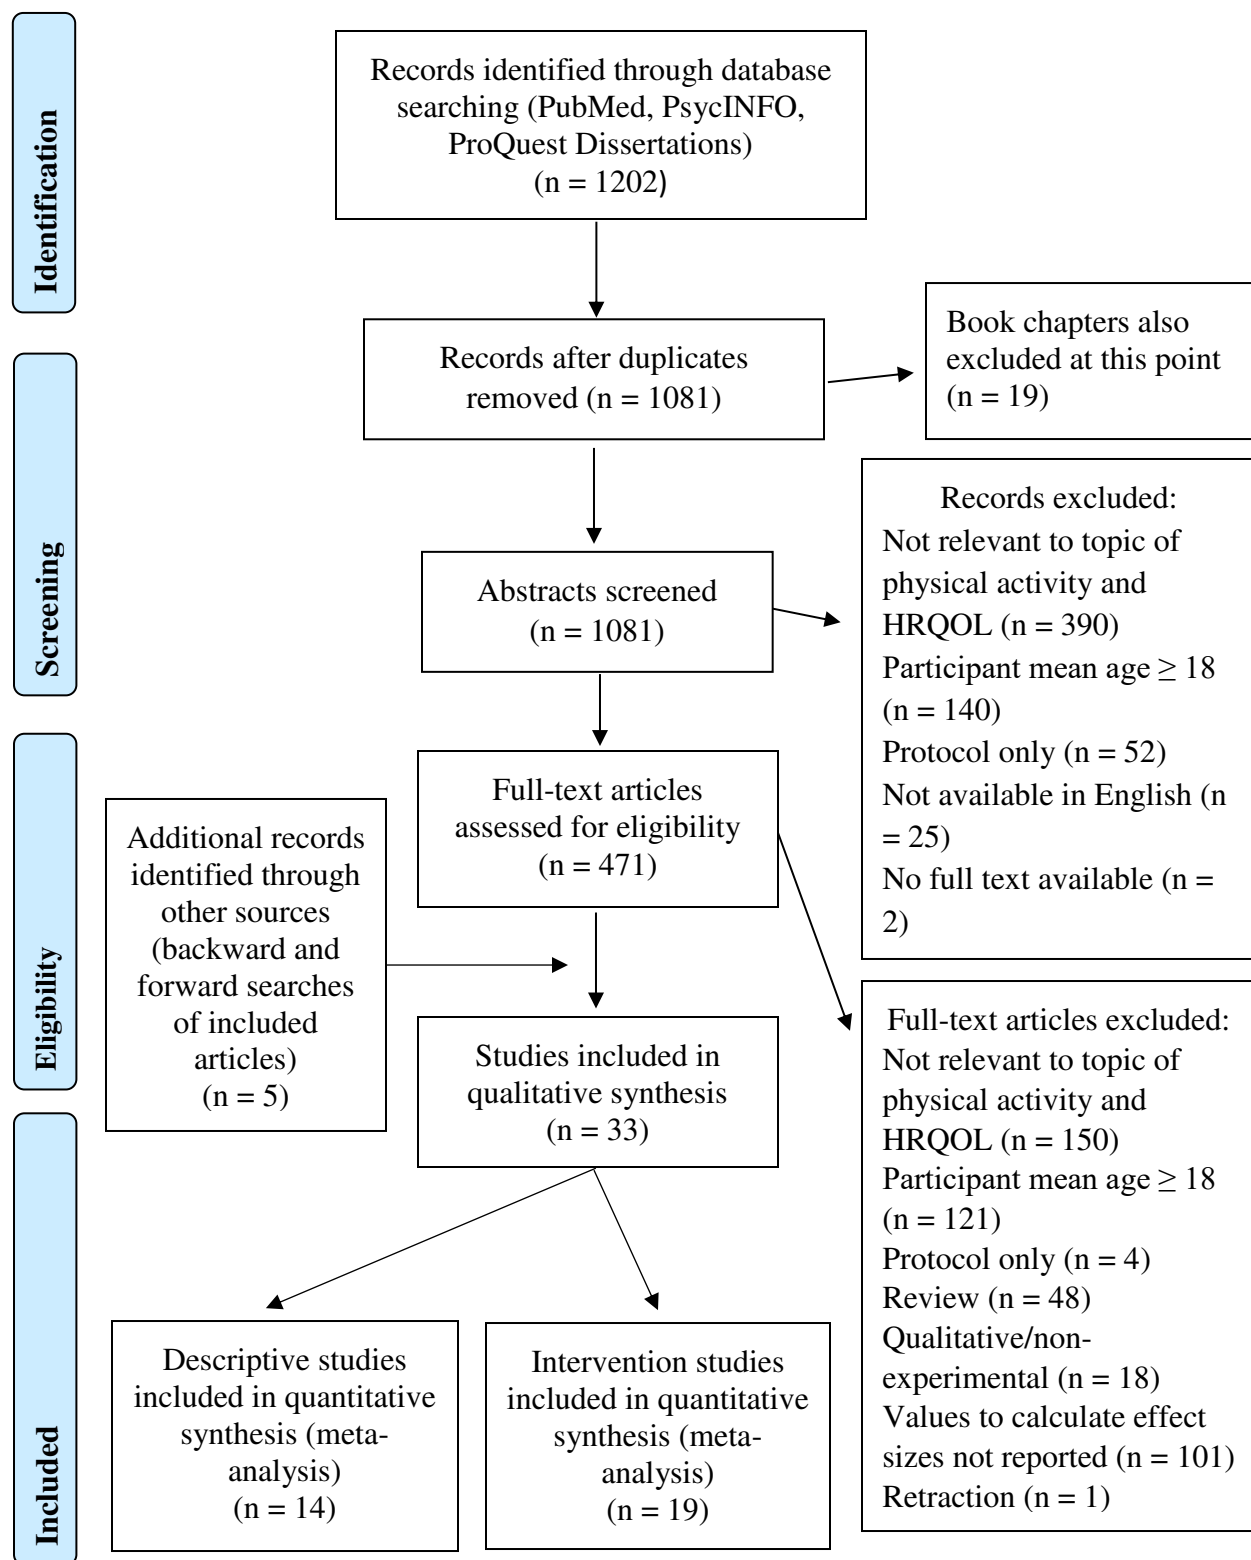 Identification
Records identified through database
searching (PubMed, PsycINFO,
ProQuest Dissertations)
(n = 1202)
Records after duplicates
removed (n = 1081)
Book chapters also
excluded at this point
(n = 19)
Screening
Abstracts screened
(n = 1081)
Records excluded:
Not relevant to topic of
physical activity and
HRQOL (n = 390)
Participant mean age ≥ 18
(n = 140)
Protocol only (n = 52)
Not available in English (n
= 25)
No full text available (n =
2)
Eligibility
Full-text articles
assessed for eligibility
(n = 471)
Additional records
identified through
other sources
(backward and
forward searches
of included
articles)
(n = 5)
Studies included in
qualitative synthesis
(n = 33)
Full-text articles excluded:
Not relevant to topic of
physical activity and
HRQOL (n = 150)
Participant mean age ≥ 18
(n = 121)
Protocol only (n = 4)
Review (n = 48)
Qualitative/non-
experimental (n = 18)
Values to calculate effect
sizes not reported (n = 101)
Retraction (n = 1)
Included
Descriptive studies
included in quantitative
synthesis (meta-
analysis)
(n = 14)
Intervention studies
included in quantitative
synthesis (meta-
analysis)
(n = 19)